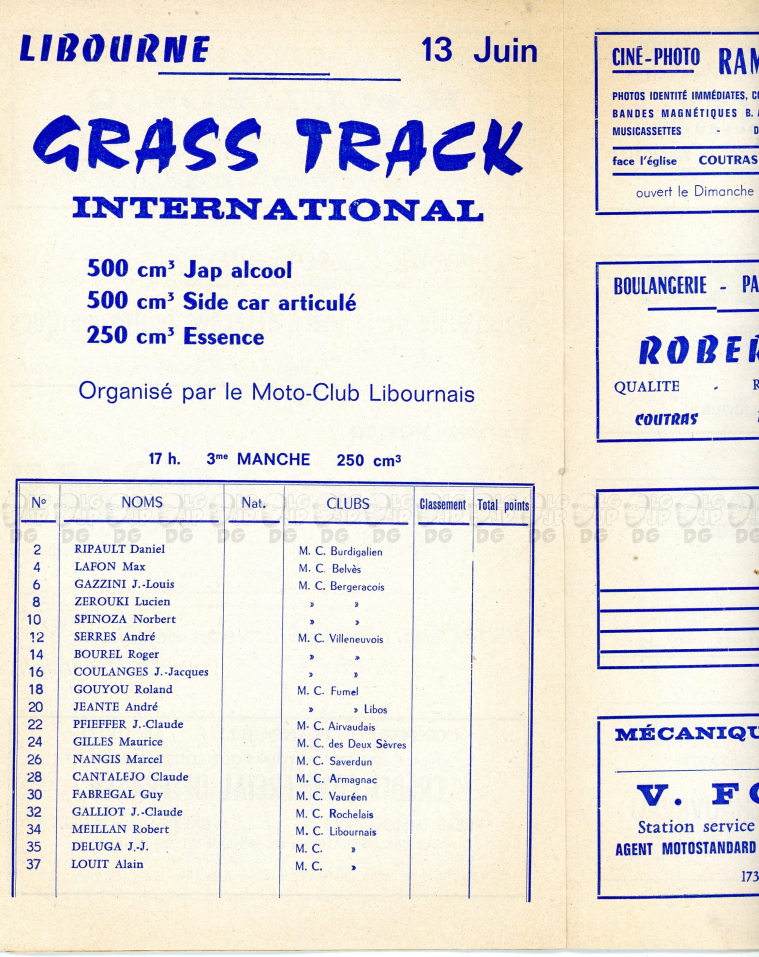 LIBOURNE 13 Juin
GRASS TRACK
INTERNATIONAL
500 cm³ Jap alcool
500 cm³ Side car articulé
250 cm³ Essence
Organisé par le Moto-Club Libournais
17 h. 3me MANCHE 250 cm³
N° NOMS Nat. CLUBS Classement Total points
2 RIPAULT Daniel M. C. Burdigalien
4 LAFON Max M. C. Belvès
6 GAZZINI J.-Louis M. C. Bergeracois
8 ZEROUKI Lucien » »
10 SPINOZA Norbert » »
12 SERRES André M. C. Villeneuvois
14 BOUREL Roger » »
16 COULANGES J.-Jacques » »
18 GOUYOU Roland M. C. Fumel
20 JEANTE André » » Libos
22 PFIEFFER J.-Claude M- C. Airvaudais
24 GILLES Maurice M. C. des Deux Sèvres
26 NANGIS Marcel M. C. Saverdun
28 CANTALEJO Claude M. C. Armagnac
30 FABREGAL Guy M. C. Vauréen
32 GALLIOT J.-Claude M. C. Rochelais
34 MEILLAN Robert M. C. Libournais
35 DELUGA J.-J. M. C. »
37 LOUIT Alain M. C. »
CINÉ-PHOTO RAM
PHOTOS IDENTITÉ IMMÉDIATES, C
BANDES MAGNÉTIQUES B.
MUSICASSETTES - D
face l'église COUTRAS
ouvert le Dimanche
BOULANGERIE - PA
ROBER
QUALITE - R
COUTRAS
MÉCANIQU
V. FO
Station service
AGENT MOTOSTANDARD
173